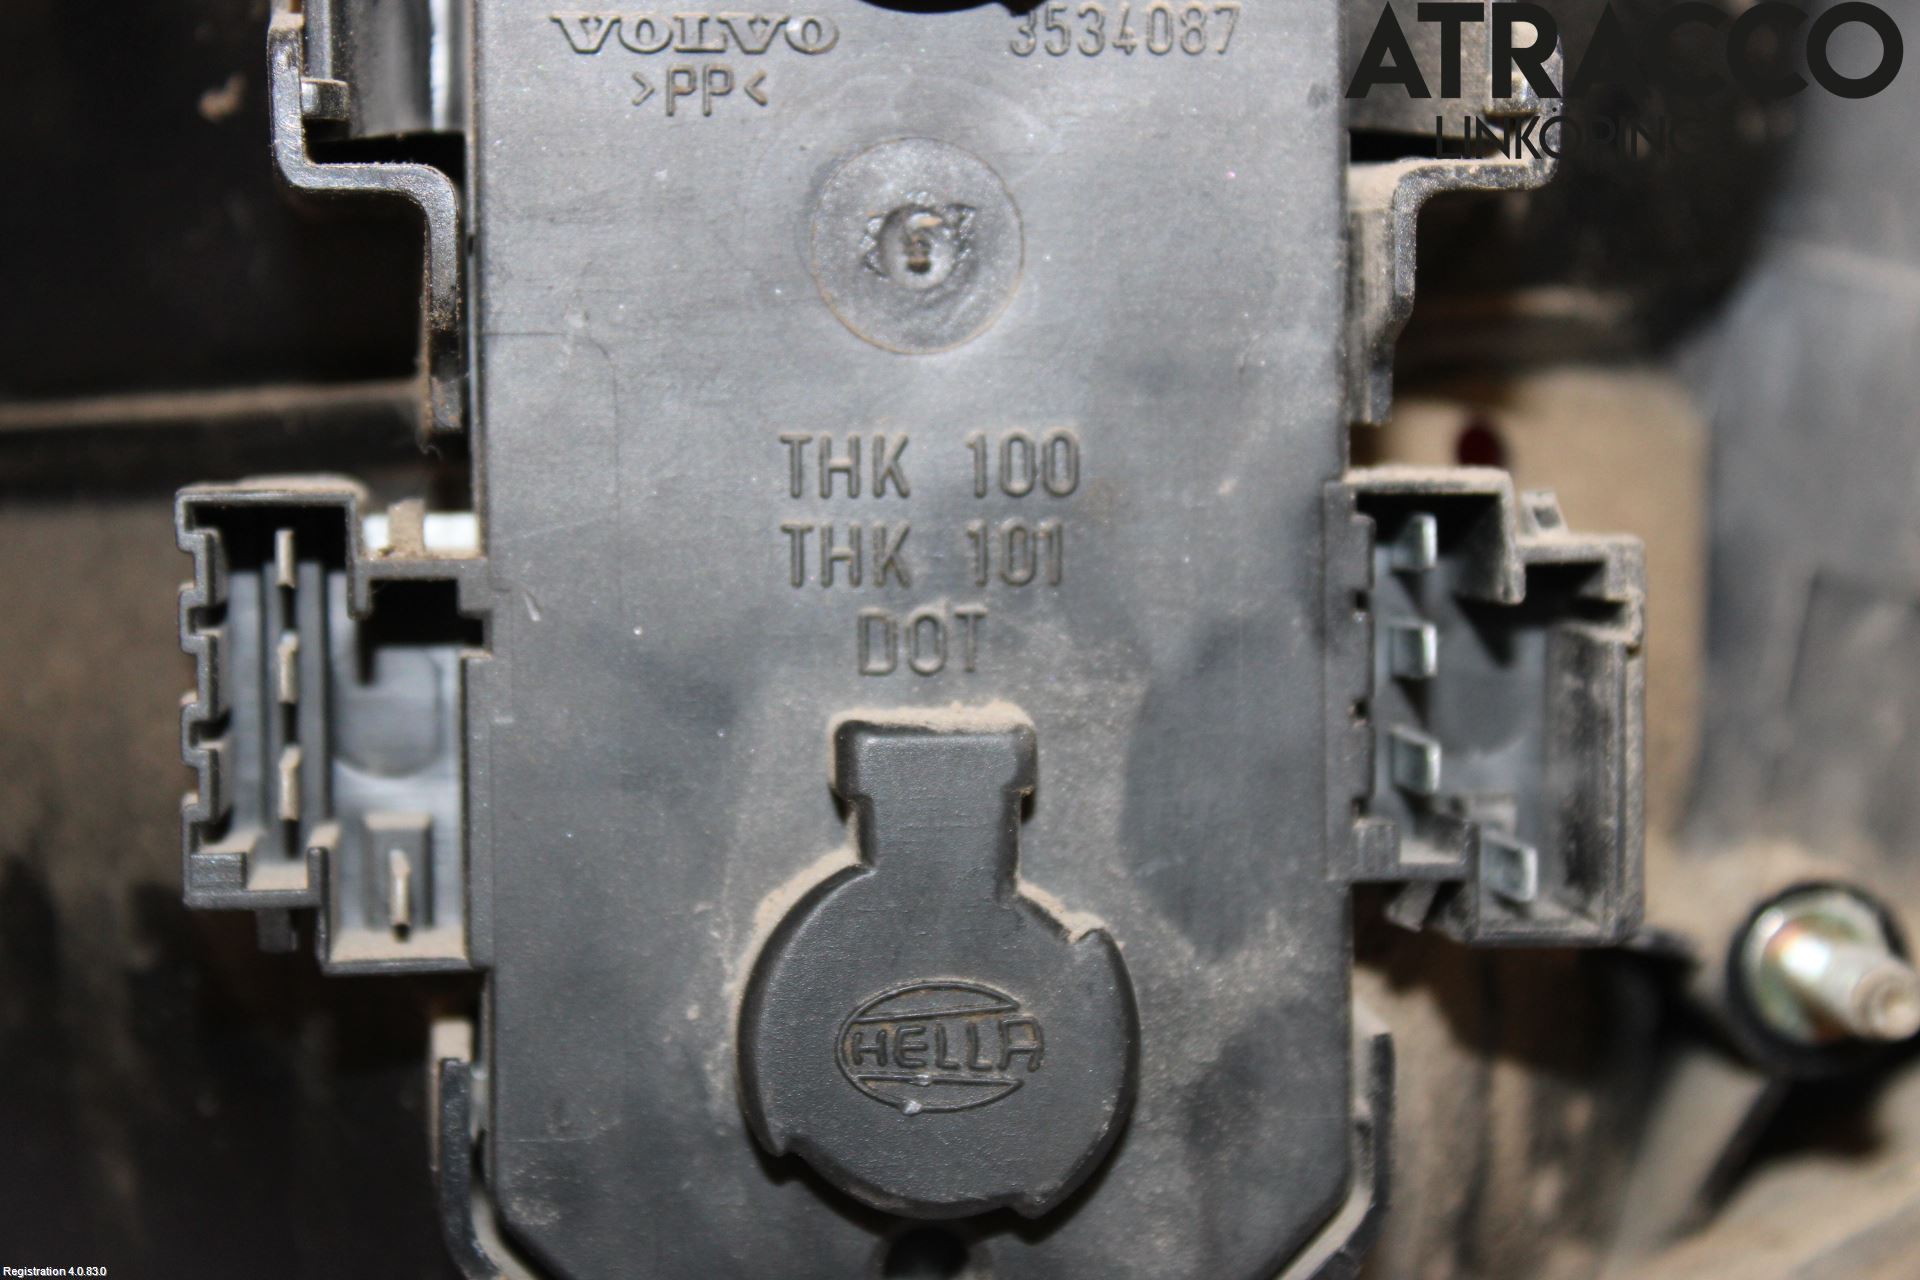 VOLVO 3534087
>PP<
ATRACCO
LINKÖPING
THK 100
THK 101
DOT
HELLA
Registration 4.0.83.0